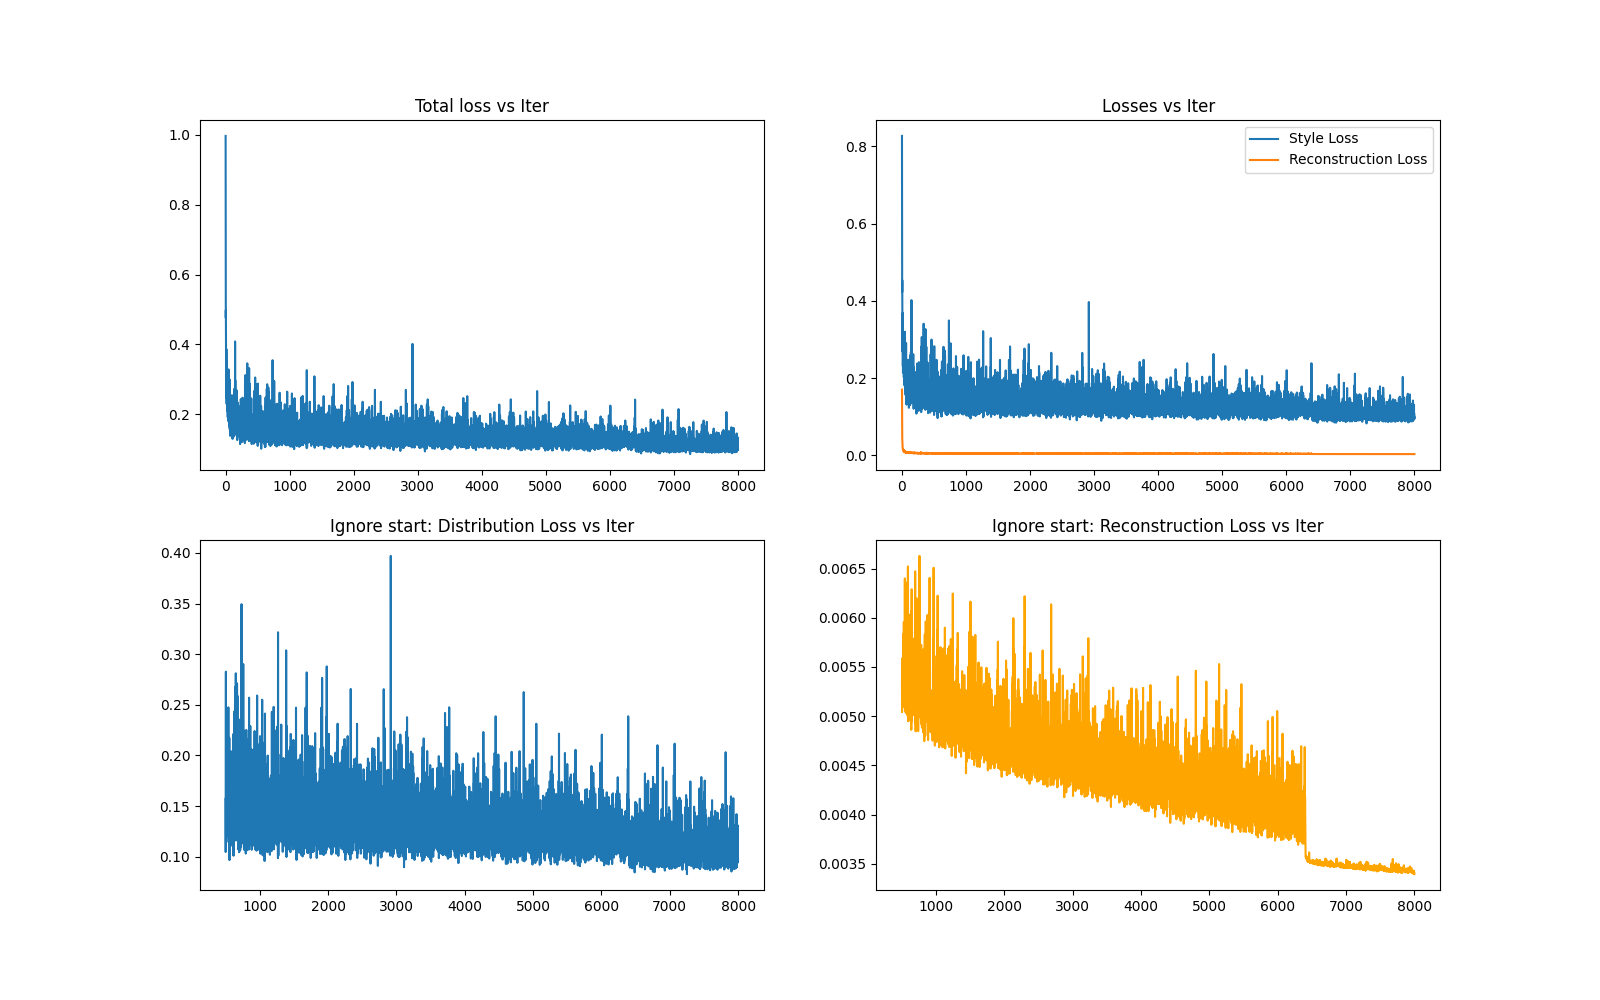 Total loss vs Iter
1.0
0.8
0.6
0.4
0.2
0 1000 2000 3000 4000 5000 6000 7000 8000
Losses vs Iter
Style Loss
Reconstruction Loss
0.8
0.6
0.4
0.2
0.0
0 1000 2000 3000 4000 5000 6000 7000 8000
Ignore start: Distribution Loss vs Iter
0.40
0.35
0.30
0.25
0.20
0.15
0.10
1000 2000 3000 4000 5000 6000 7000 8000
Ignore start: Reconstruction Loss vs Iter
0.0065
0.0060
0.0055
0.0050
0.0045
0.0040
0.0035
1000 2000 3000 4000 5000 6000 7000 8000